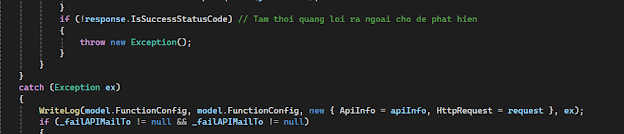 }
if (!response.IsSuccessStatusCode) // Tam thoi quang loi ra ngoai cho de phat hien
{
throw new Exception();
}
}
}
catch (Exception ex)
{
WriteLog(model.FunctionConfig, model.FunctionConfig, new { ApiInfo = apiInfo, HttpRequest = request }, ex);
if (_failAPIMailTo != null && _failAPIMailTo != null)
{